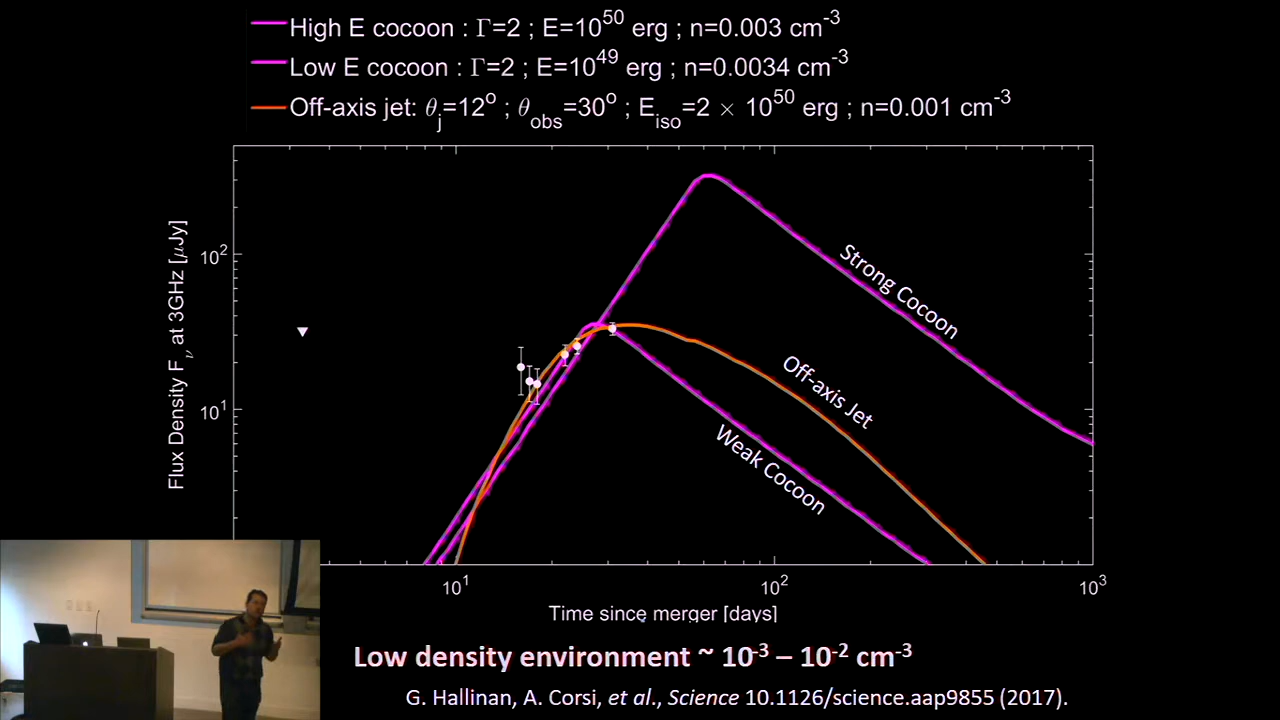 High E cocoon : Γ=2 ; E=10⁵⁰ erg ; n=0.003 cm⁻³
Low E cocoon : Γ=2 ; E=10⁴⁹ erg ; n=0.0034 cm⁻³
Off-axis jet: θⱼ=12° ; θobs=30° ; Eiso=2 × 10⁵⁰ erg ; n=0.001 cm⁻³
Flux Density Fν at 3GHz [μJy]
10²
10¹
Strong Cocoon
Off-axis Jet
Weak Cocoon
10¹ 10² 10³
Time since merger [days]
Low density environment ~ 10⁻³ – 10⁻² cm⁻³
G. Hallinan, A. Corsi, et al., Science 10.1126/science.aap9855 (2017).